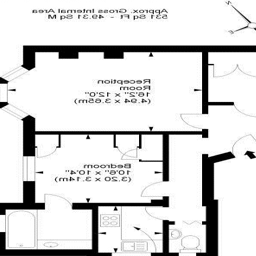 Approx. Gross Internal Area
531 Sq Ft - 49.31 Sq M
Reception
Room
16'2" x 12'0"
(4.94 x 3.65m)
Bedroom
10'6" x 10'4"
(3.20 x 3.14m)